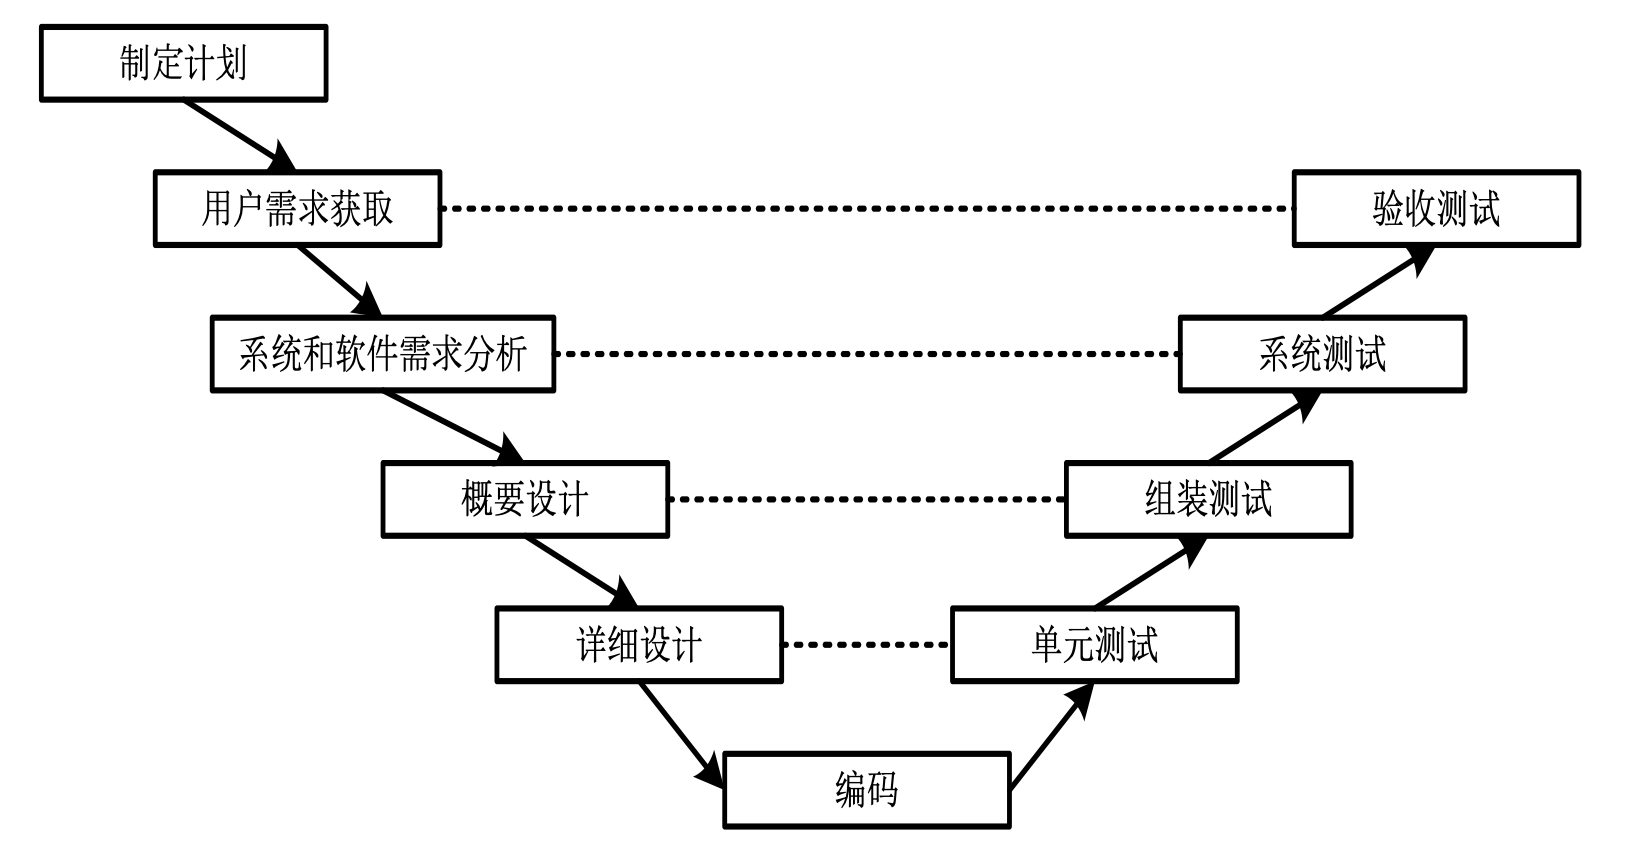 制定计划
用户需求获取
验收测试
系统和软件需求分析
系统测试
概要设计
组装测试
详细设计
单元测试
编码